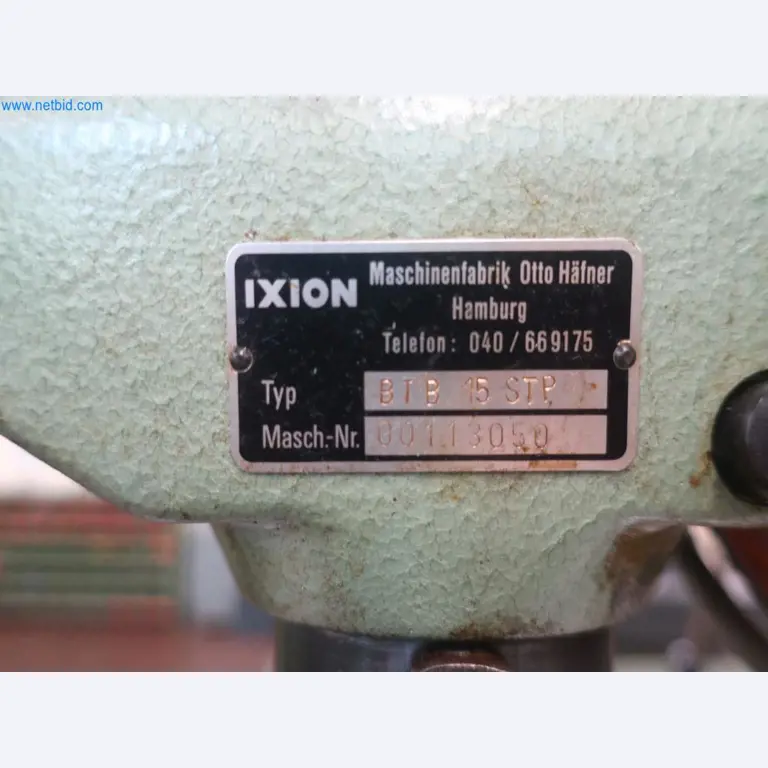 www.netbid.com
IXION Maschinenfabrik Otto Häfner
Hamburg
Telefon: 040 / 669175
Typ BTB 15 STP.
Masch.-Nr. 00113050